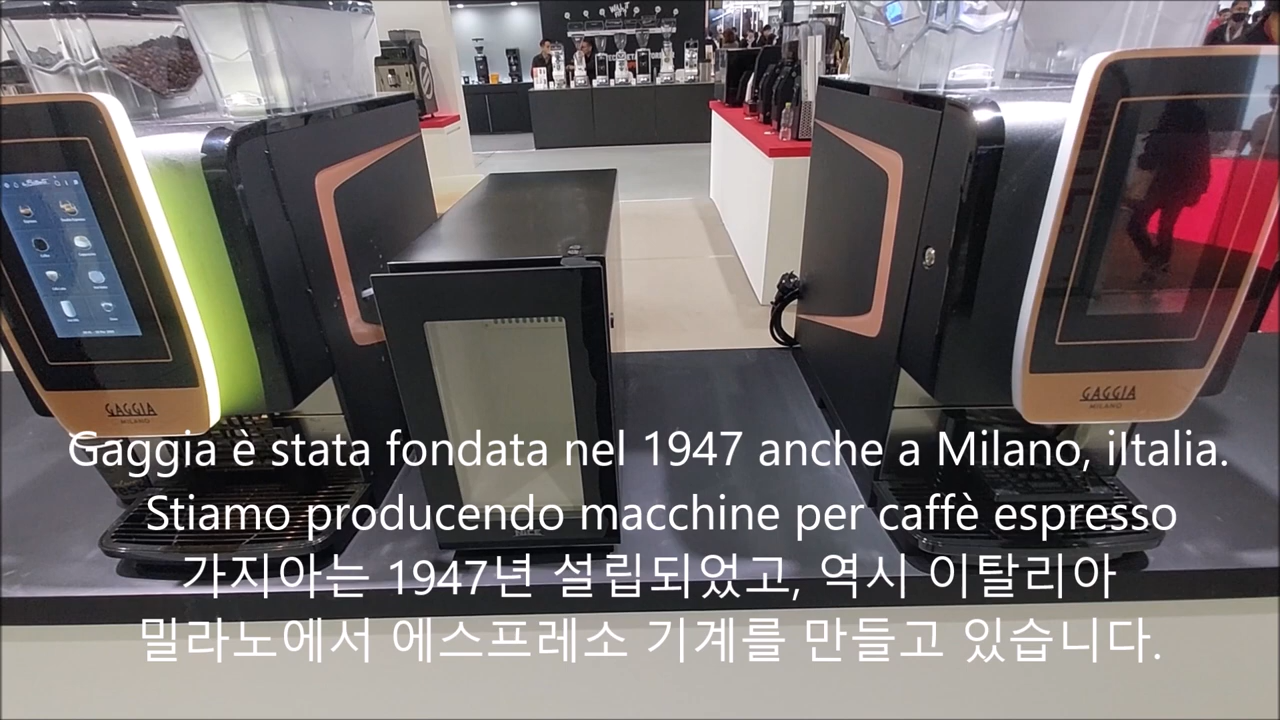 WILL IT
GAGGIA
MILANO
GAGGIA
MILANO
Gaggia è stata fondata nel 1947 anche a Milano, iItalia.
Stiamo producendo macchine per caffè espresso
가지아는 1947년 설립되었고, 역시 이탈리아
밀라노에서 에스프레소 기계를 만들고 있습니다.